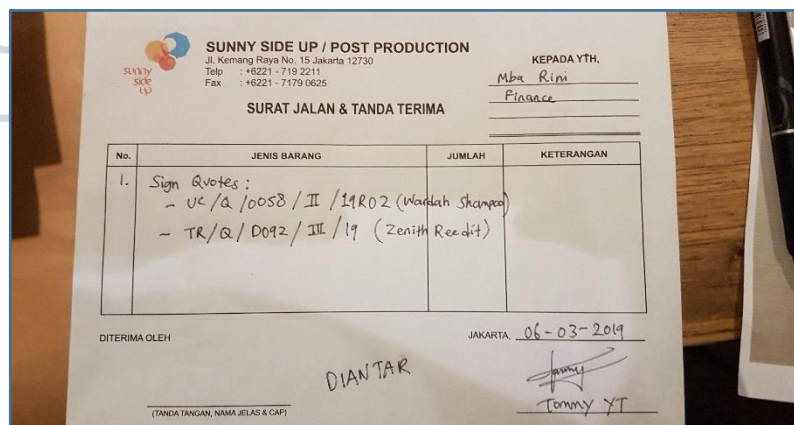 sunny
side
up
SUNNY SIDE UP / POST PRODUCTION
Jl. Kemang Raya No. 15 Jakarta 12730
Telp : +6221 - 719 2211
Fax : +6221 - 7179 0625
SURAT JALAN & TANDA TERIMA
KEPADA YTH,
Mba Rini
Finance
No. JENIS BARANG JUMLAH KETERANGAN
1. Sign Quotes :
- UC/Q/0058/II/19R02 (Wardah Shampoo)
- TR/Q/D092/III/19 (Zenith Reedit)
DITERIMA OLEH
JAKARTA, 06-03-2019
DIANTAR
Tommy YT
(TANDA TANGAN, NAMA JELAS & CAP)